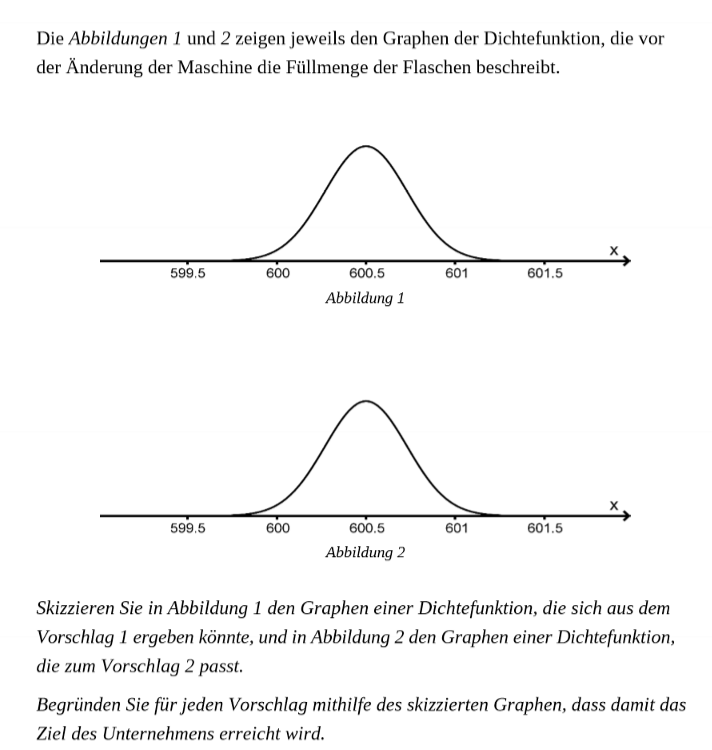 Die Abbildungen 1 und 2 zeigen jeweils den Graphen der Dichtefunktion, die vor
der Änderung der Maschine die Füllmenge der Flaschen beschreibt.
x
599.5 600 600.5 601 601.5
Abbildung 1
x
599.5 600 600.5 601 601.5
Abbildung 2
Skizzieren Sie in Abbildung 1 den Graphen einer Dichtefunktion, die sich aus dem
Vorschlag 1 ergeben könnte, und in Abbildung 2 den Graphen einer Dichtefunktion,
die zum Vorschlag 2 passt.
Begründen Sie für jeden Vorschlag mithilfe des skizzierten Graphen, dass damit das
Ziel des Unternehmens erreicht wird.